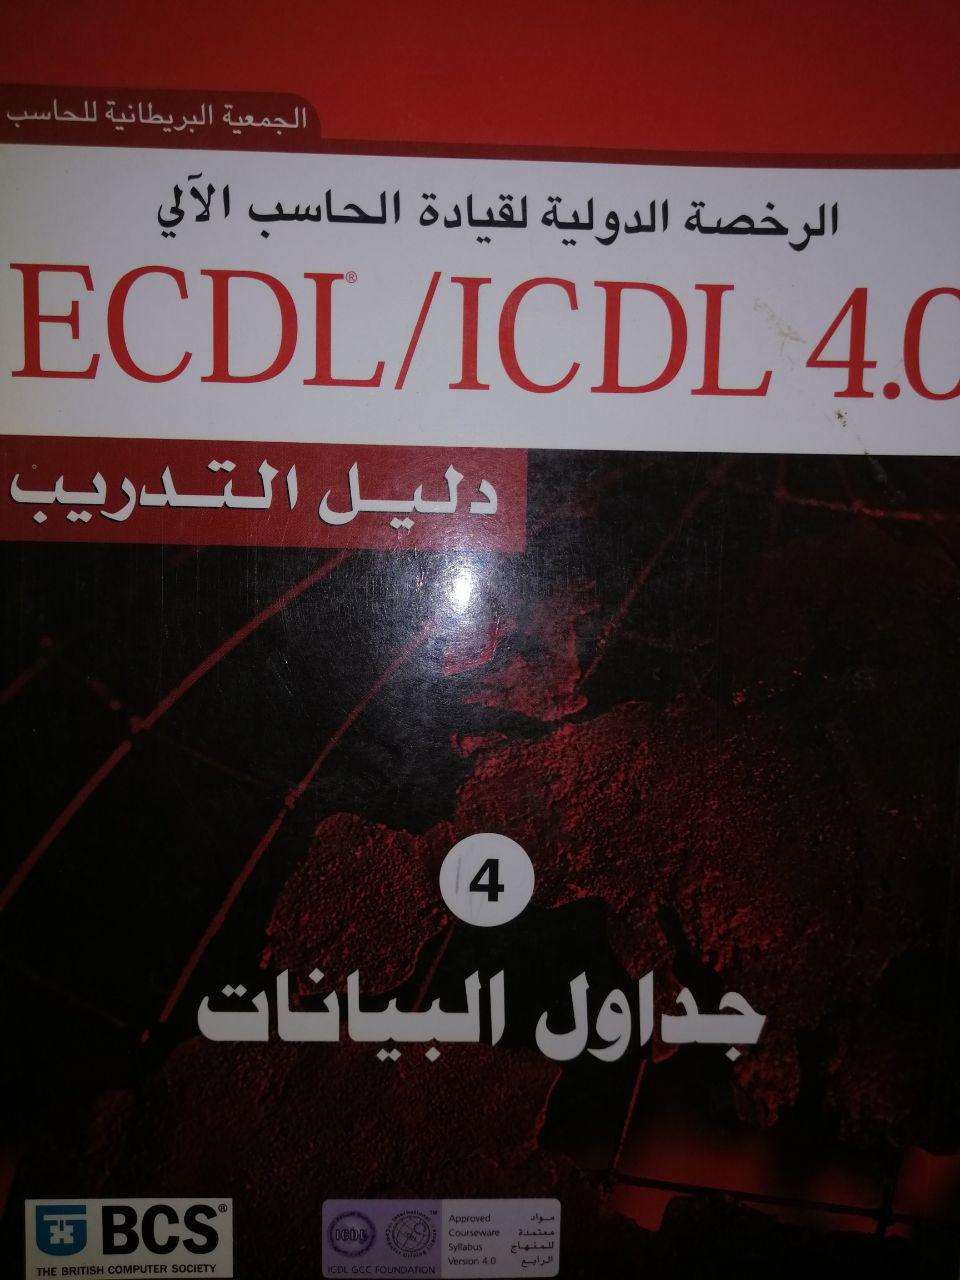 الجمعية البريطانية للحاسب
الرخصة الدولية لقيادة الحاسب الآلي
ECDL®/ICDL 4.0
دليل التدريب
4
جداول البيانات
BCS®
THE BRITISH COMPUTER SOCIETY
ICDL
ICDL GCC FOUNDATION
TM
Approved
Courseware
Syllabus
Version 4.0
مواد
معتمدة
للمنهاج
الرابع